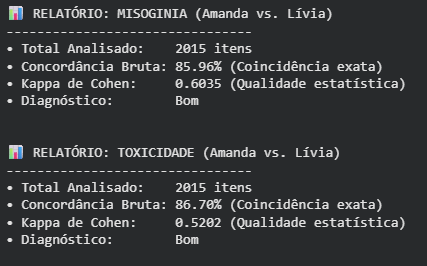 📊 RELATÓRIO: MISOGINIA (Amanda vs. Lívia)
--------------------------------
• Total Analisado:    2015 itens
• Concordância Bruta: 85.96% (Coincidência exata)
• Kappa de Cohen:     0.6035 (Qualidade estatística)
• Diagnóstico:        Bom
📊 RELATÓRIO: TOXICIDADE (Amanda vs. Lívia)
--------------------------------
• Total Analisado:    2015 itens
• Concordância Bruta: 86.70% (Coincidência exata)
• Kappa de Cohen:     0.5202 (Qualidade estatística)
• Diagnóstico:        Bom